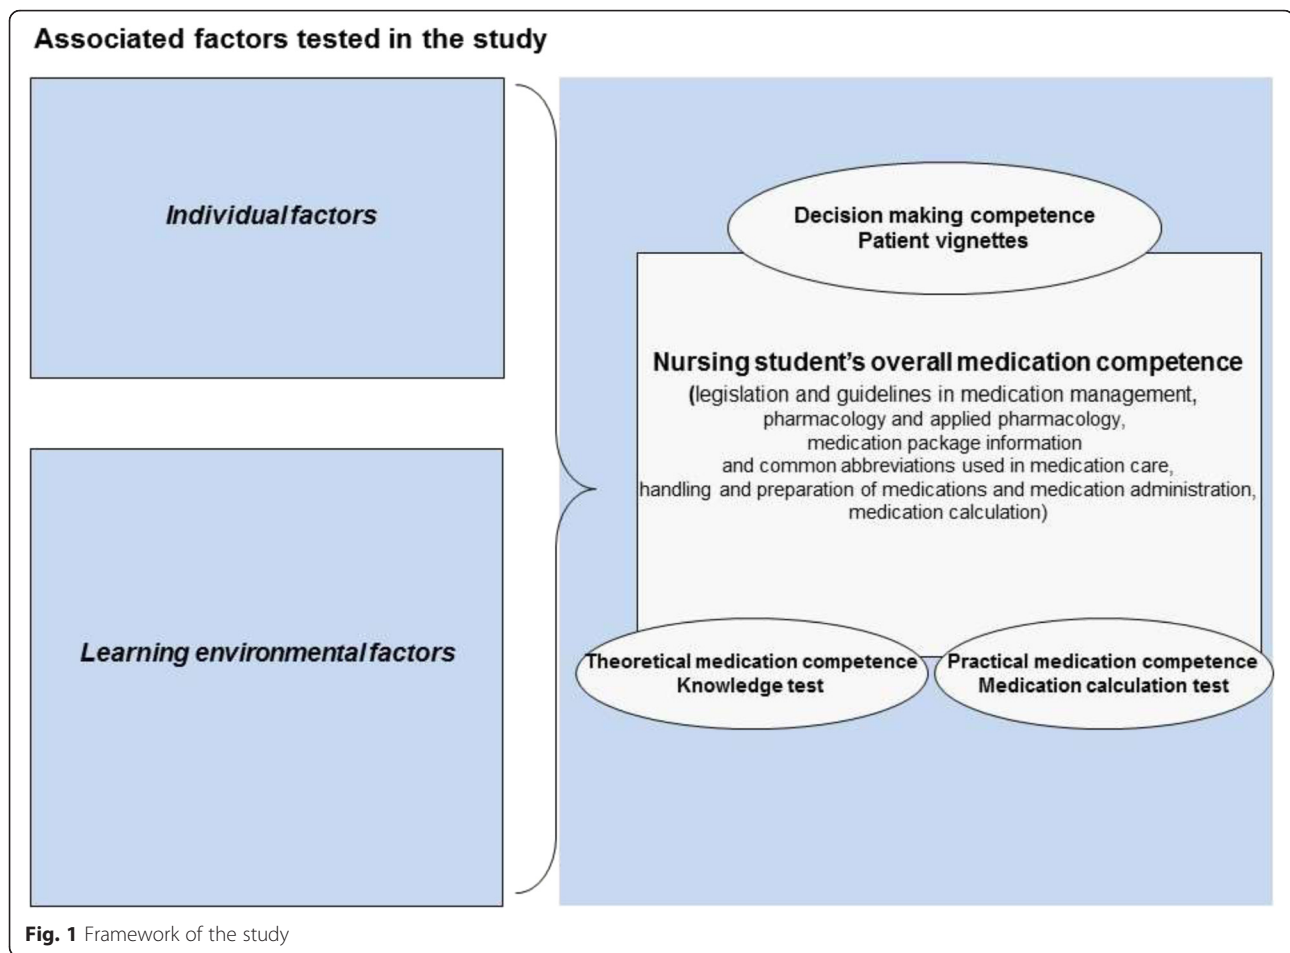 Associated factors tested in the study
Individual factors
Learning environmental factors
Decision making competence
Patient vignettes
Nursing student's overall medication competence
(legislation and guidelines in medication management,
pharmacology and applied pharmacology,
medication package information
and common abbreviations used in medication care,
handling and preparation of medications and medication administration,
medication calculation)
Theoretical medication competence
Knowledge test
Practical medication competence
Medication calculation test
Fig. 1 Framework of the study